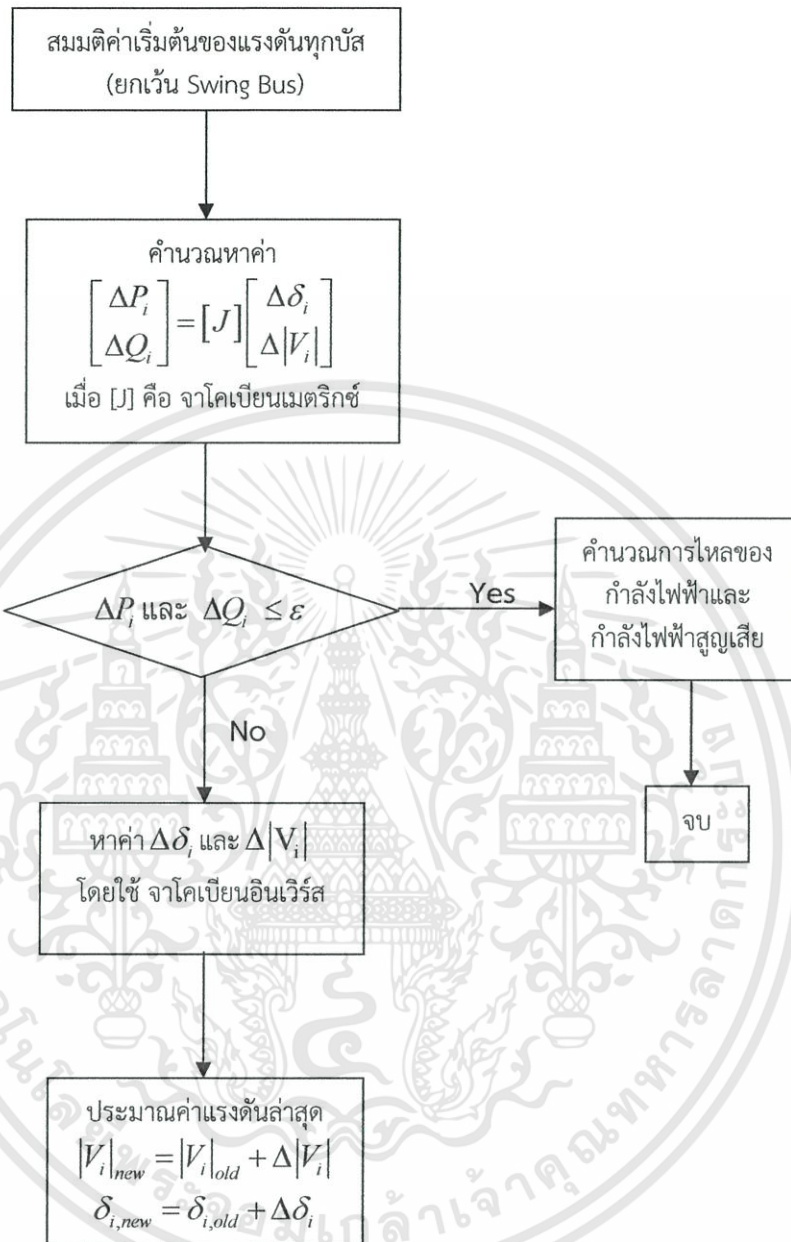 สมมติค่าเริ่มต้นของแรงดันทุกบัส
(ยกเว้น Swing Bus)
คำนวณหาค่า
[ΔP_i ΔQ_i] = [J] [Δδ_i Δ|V_i|]
เมื่อ [J] คือ จาโคเบียนเมตริกซ์
ΔP_i และ ΔQ_i ≤ ε
Yes
คำนวณการไหลของ
กำลังไฟฟ้าและ
กำลังไฟฟ้าสูญเสีย
จบ
No
หาค่า Δδ_i และ Δ|V_i|
โดยใช้ จาโคเบียนอินเวิร์ส
ประมาณค่าแรงดันล่าสุด
|V_i|_new = |V_i|_old + Δ|V_i|
δ_i,new = δ_i,old + Δδ_i